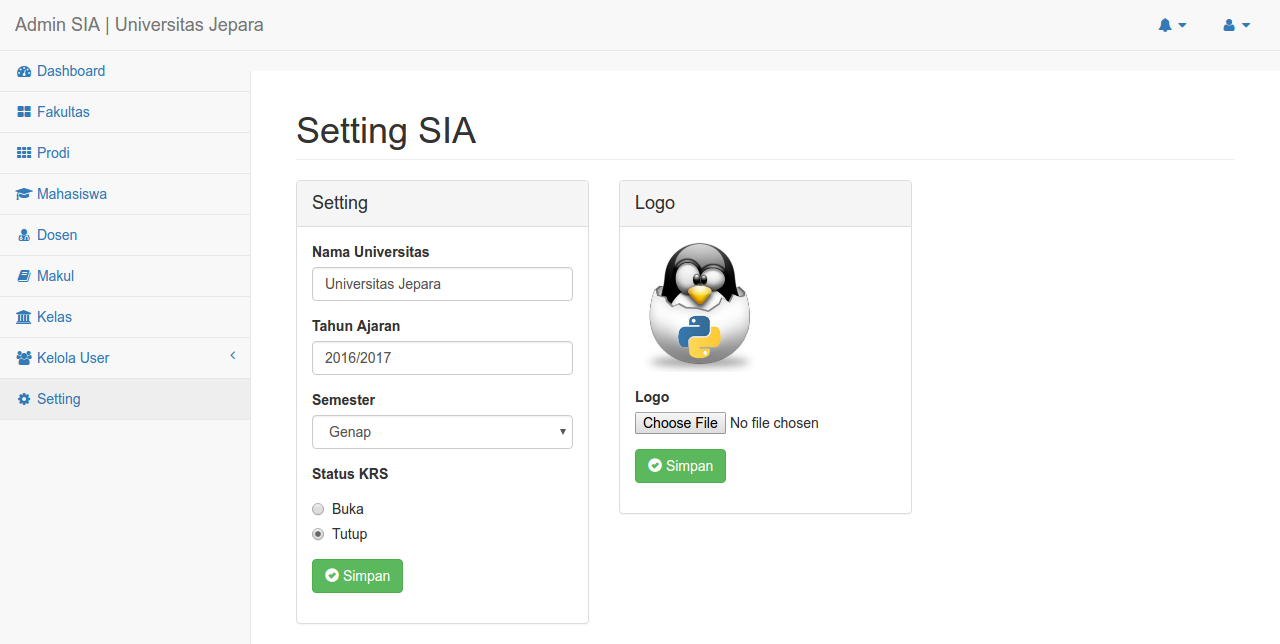 Admin SIA | Universitas Jepara
Dashboard
Fakultas
Prodi
Mahasiswa
Dosen
Makul
Kelas
Kelola User
Setting
Setting SIA
Setting
Nama Universitas
Universitas Jepara
Tahun Ajaran
2016/2017
Semester
Genap
Status KRS
Buka
Tutup
Simpan
Logo
Logo
Choose File No file chosen
Simpan